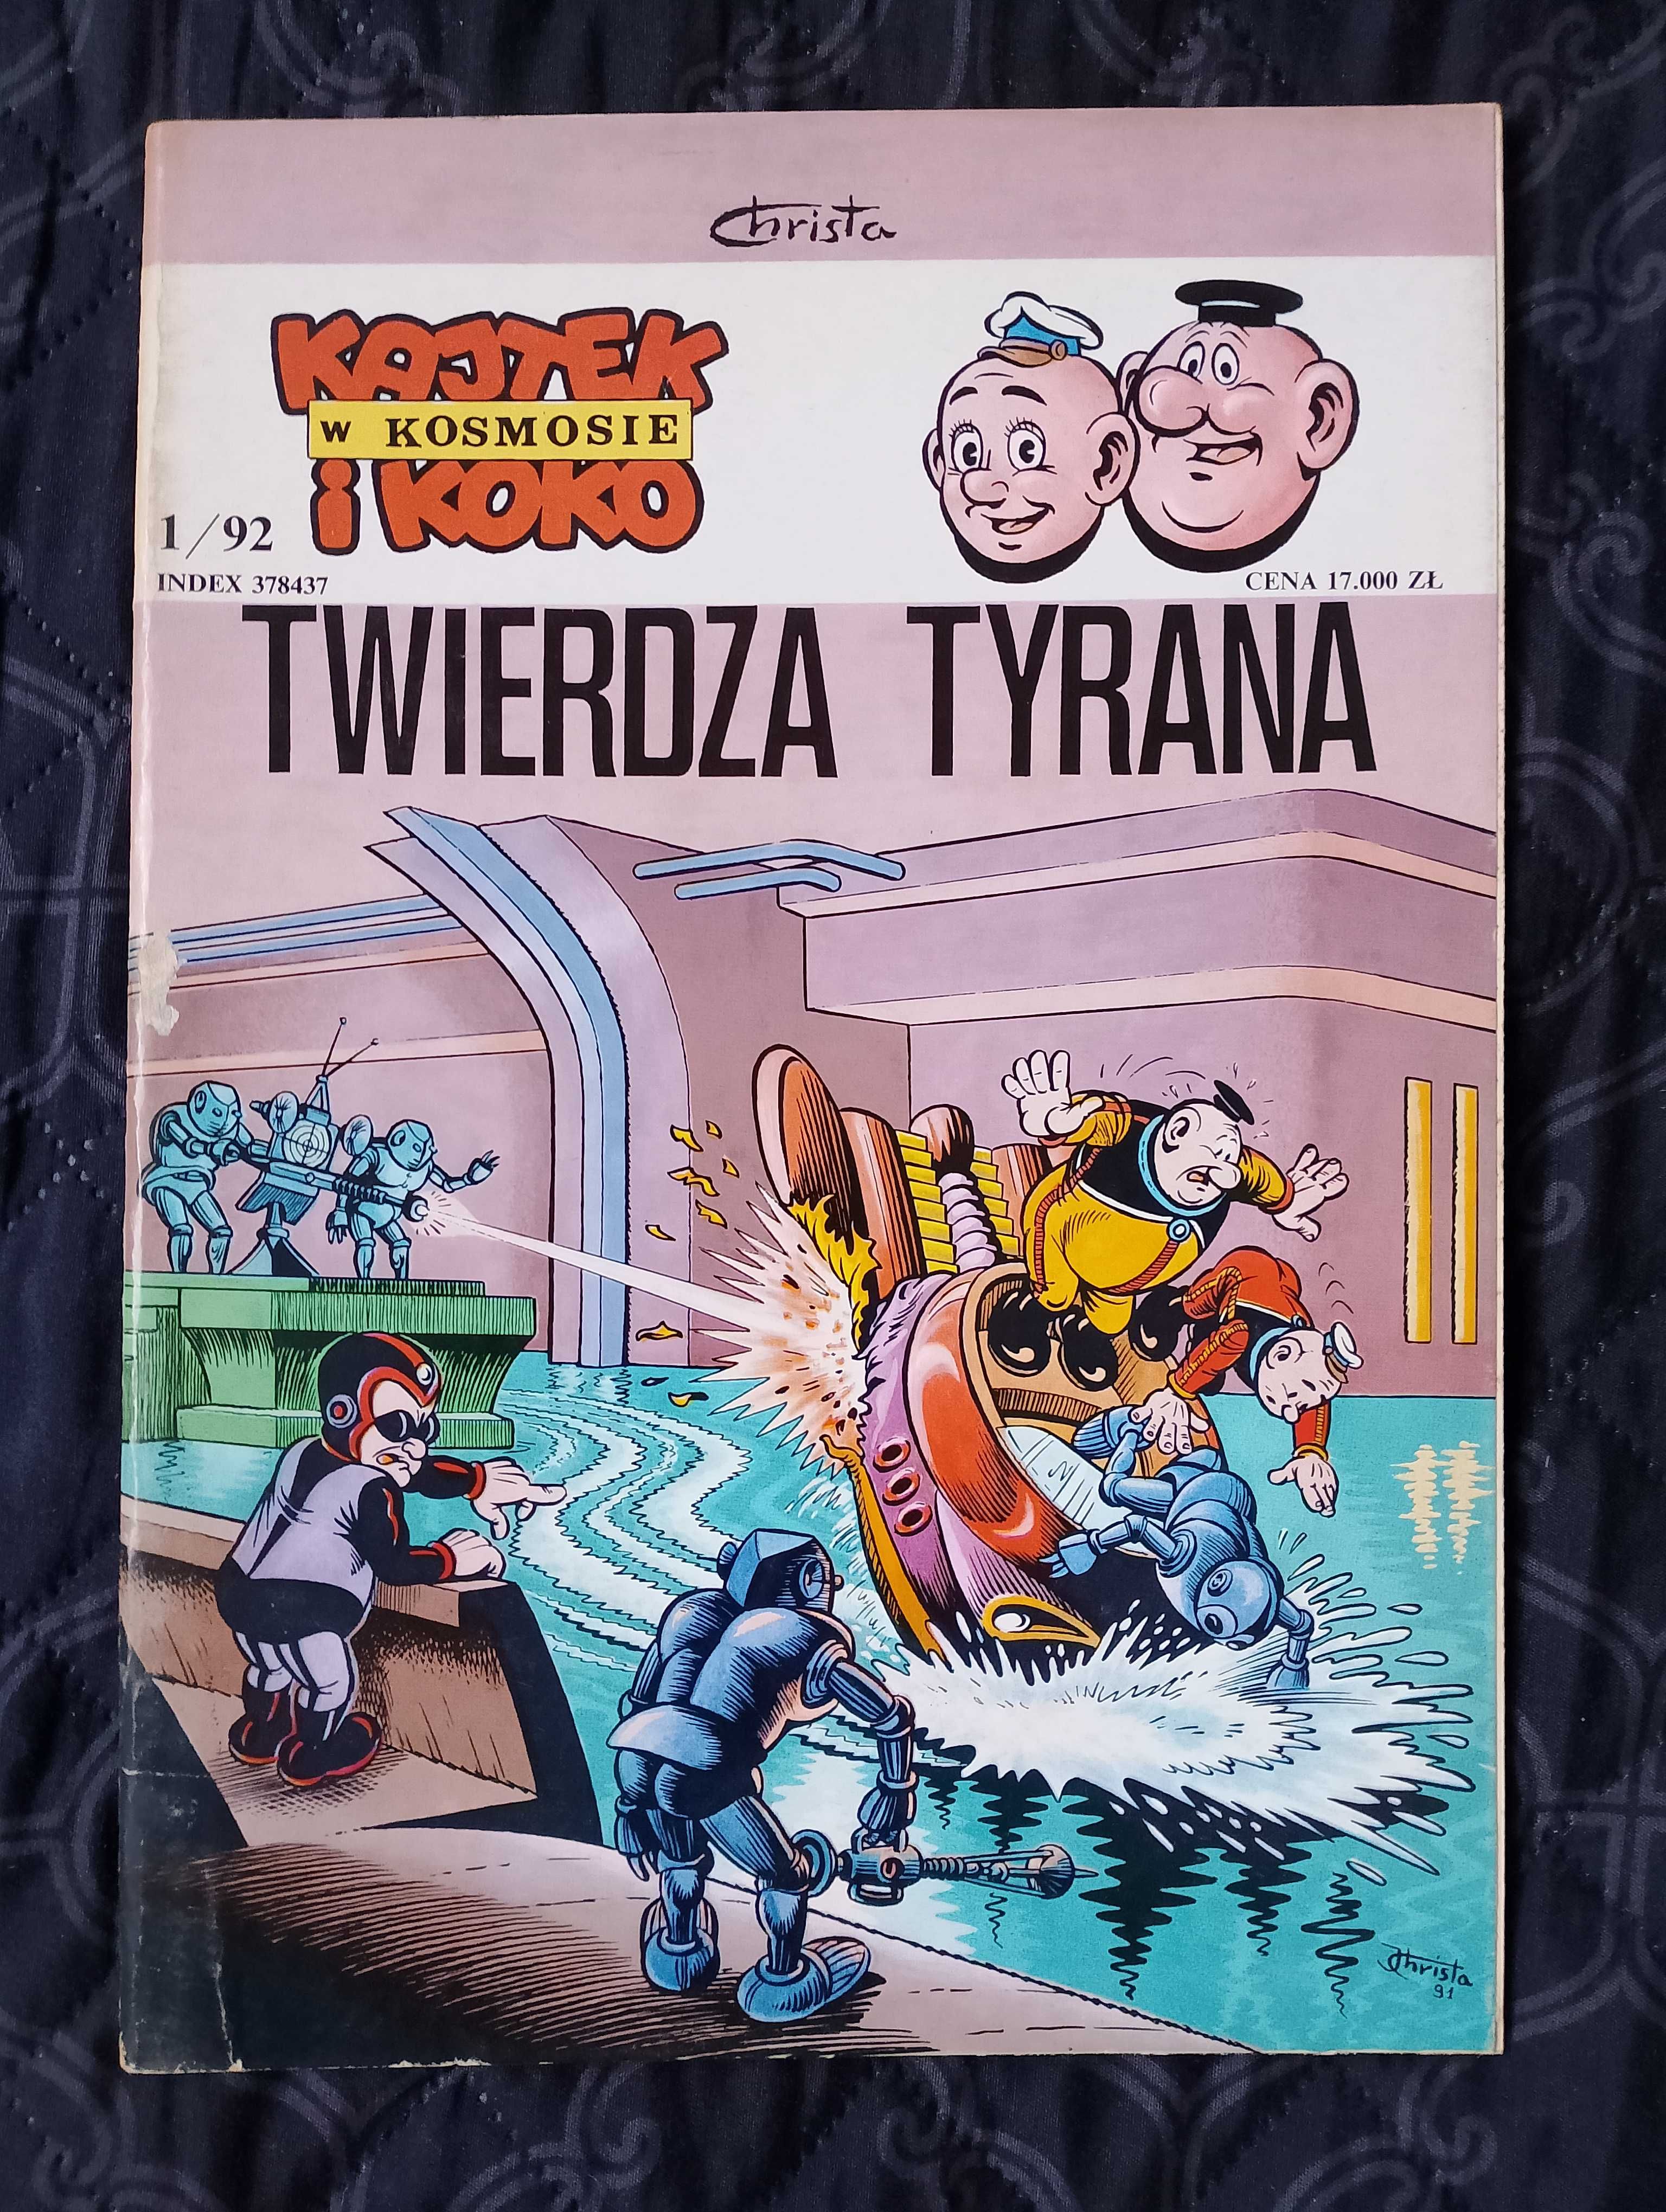 Christa
KAJTEK
w KOSMOSIE
i KOKO
1/92
INDEX 378437
CENA 17.000 ZŁ
TWIERDZA TYRANA
Christa
91